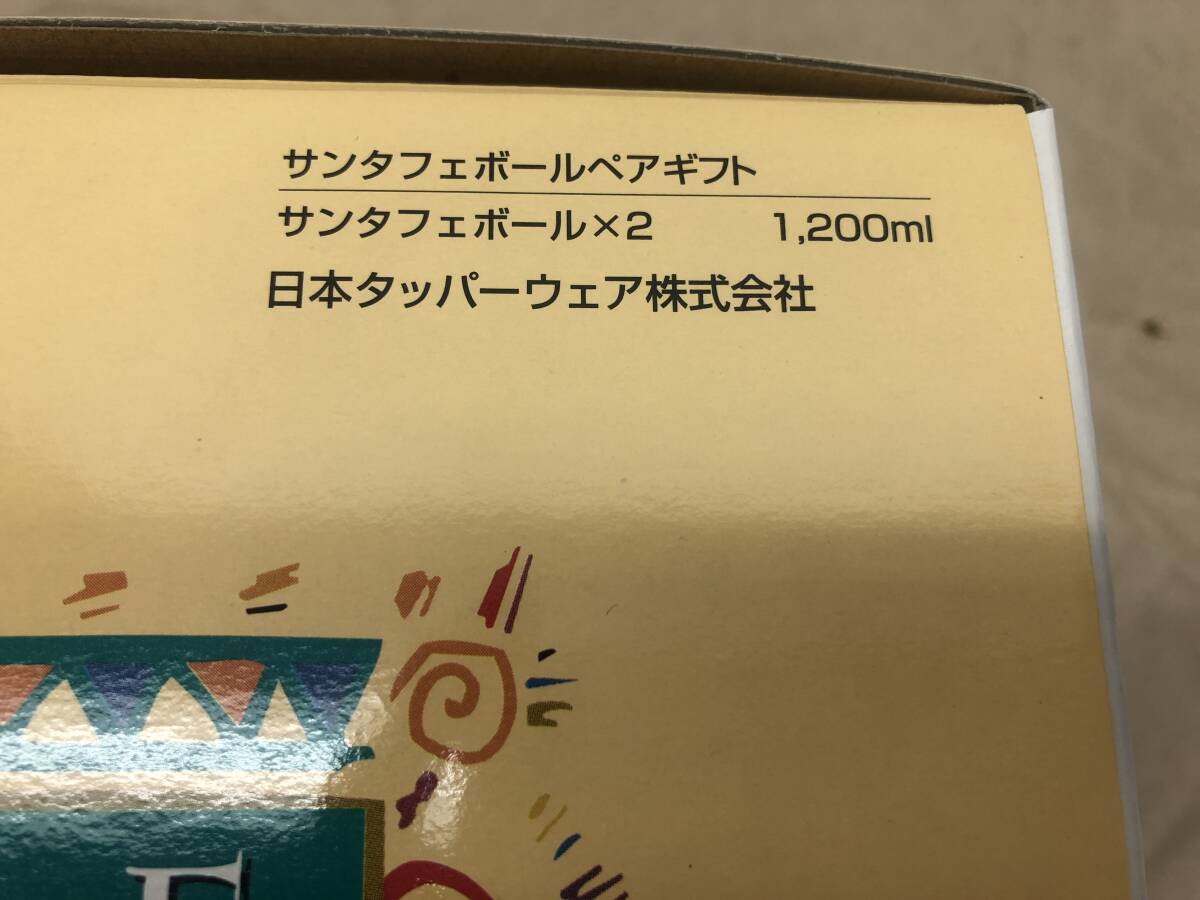 サンタフェボールペアギフト
サンタフェボール×2 1,200ml
日本タッパーウェア株式会社